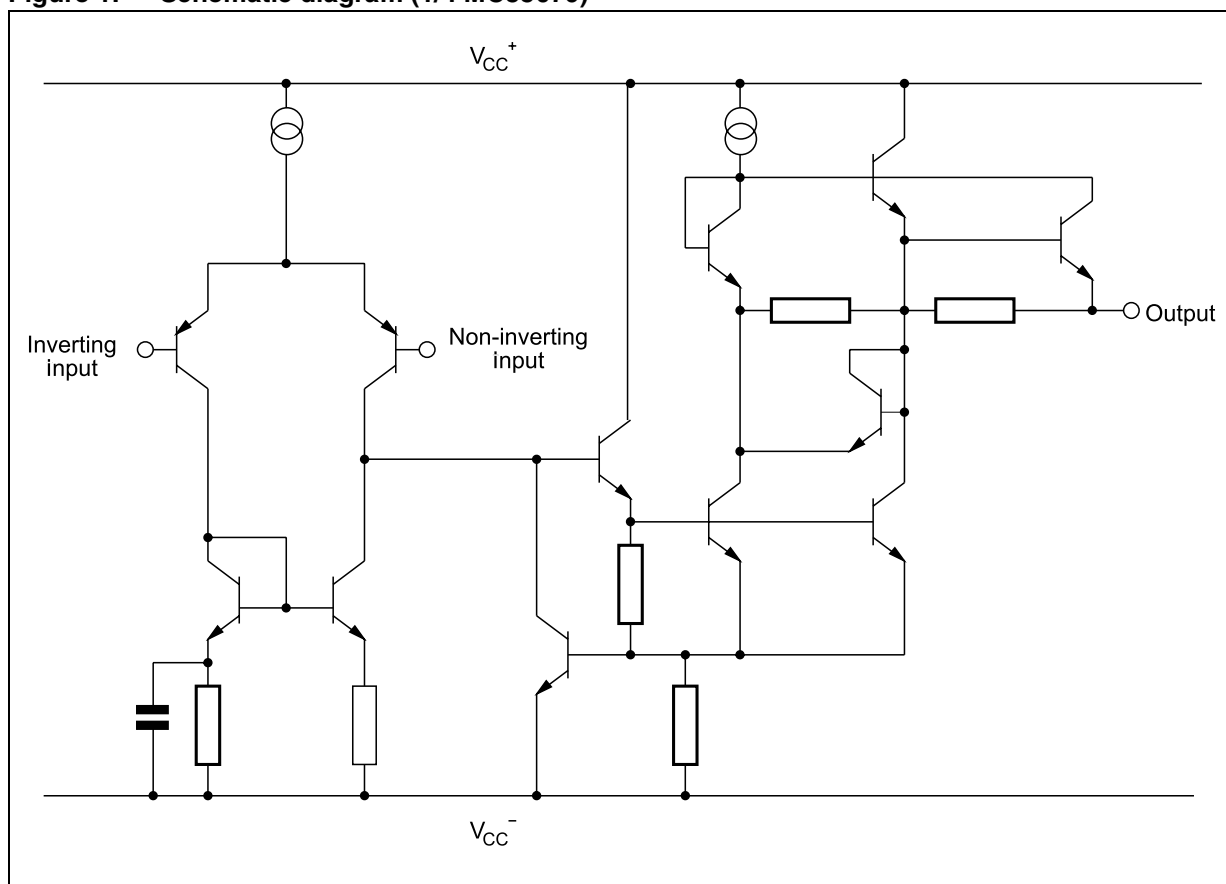 VCC+
Inverting
input
Non-inverting
input
Output
VCC−